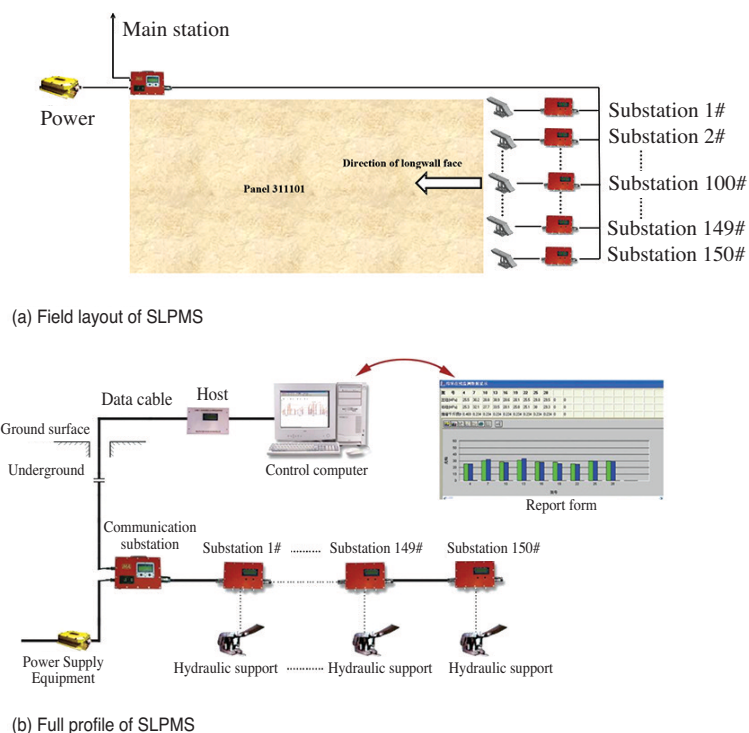 Main station
Power
Substation 1#
Substation 2#
Direction of longwall face
Panel 311101
Substation 100#
Substation 149#
Substation 150#
(a) Field layout of SLPMS
Data cable
Host
Ground surface
Underground
Control computer
Report form
Communication
substation
Substation 1# .......... Substation 149# Substation 150#
Power Supply
Equipment
Hydraulic support ........... Hydraulic support Hydraulic support
(b) Full profile of SLPMS